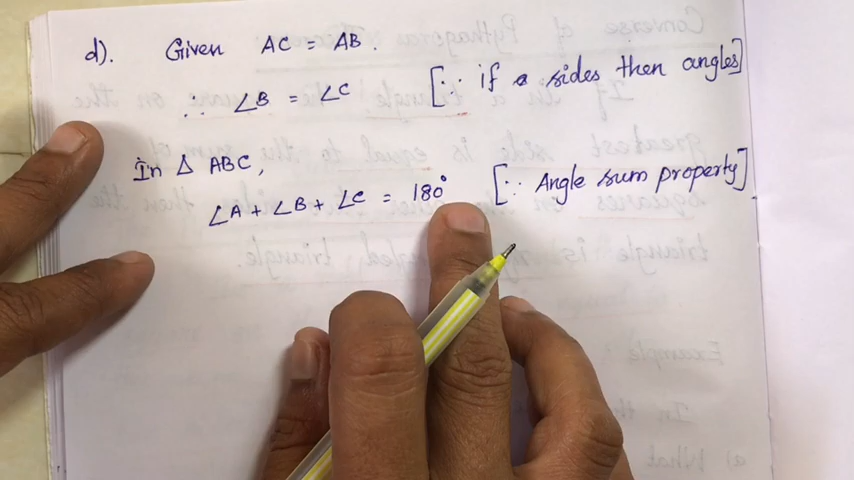 d). Given AC = AB.
∴ ∠B = ∠C [∵ if sides then angles]
In Δ ABC,
∠A + ∠B + ∠C = 180° [∵ Angle sum property]